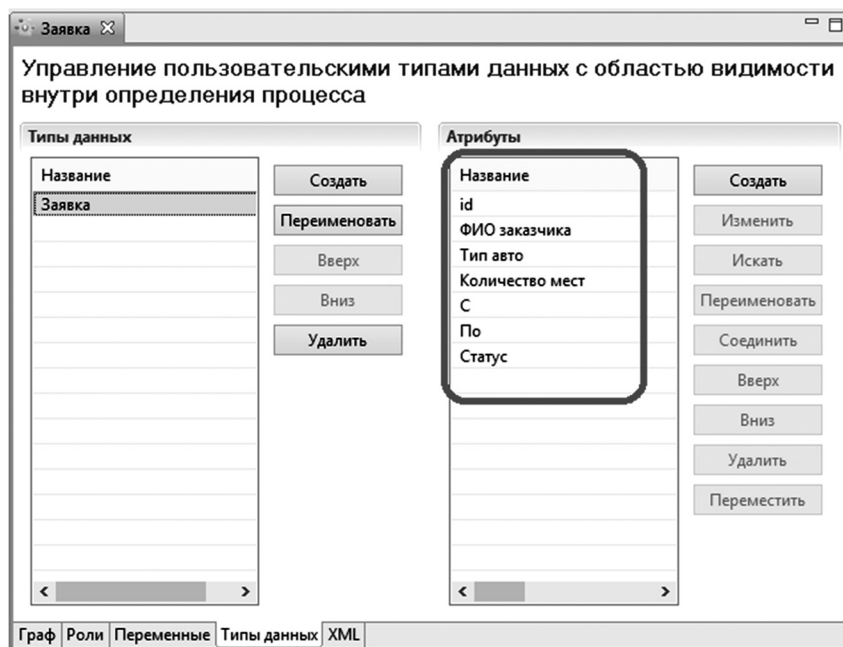 Заявка
Управление пользовательскими типами данных с областью видимости
внутри определения процесса
Типы данных
Название
Заявка
Создать
Переименовать
Вверх
Вниз
Удалить
Атрибуты
Название
id
ФИО заказчика
Тип авто
Количество мест
С
По
Статус
Создать
Изменить
Искать
Переименовать
Соединить
Вверх
Вниз
Удалить
Переместить
Граф Роли Переменные Типы данных XML